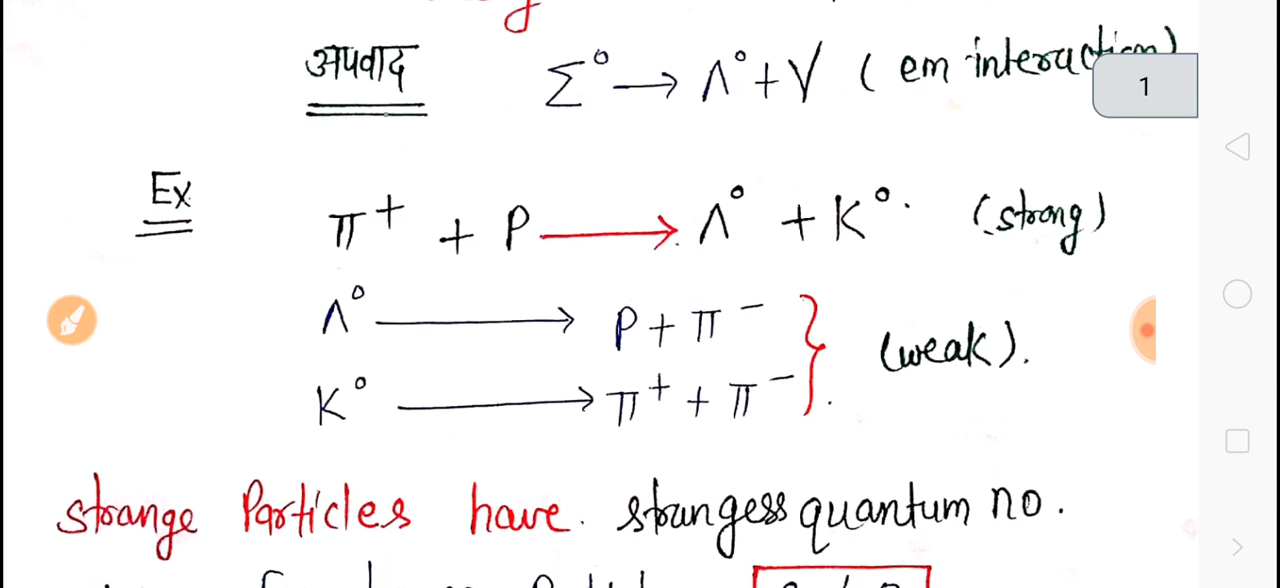 अपवाद Σ° → Λ° + γ (em interaction)
1
Ex π⁺ + P → Λ° + K°. (strong)
Λ° → P + π⁻
(weak).
K° → π⁺ + π⁻
strange Particles have. strangess quantum no.